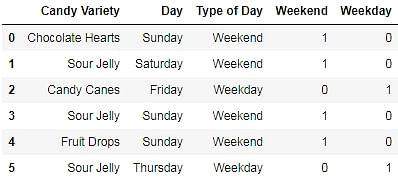 Candy Variety Day Type of Day Weekend Weekday
0 Chocolate Hearts Sunday Weekend 1 0
1 Sour Jelly Saturday Weekend 1 0
2 Candy Canes Friday Weekday 0 1
3 Sour Jelly Sunday Weekend 1 0
4 Fruit Drops Sunday Weekend 1 0
5 Sour Jelly Thursday Weekday 0 1